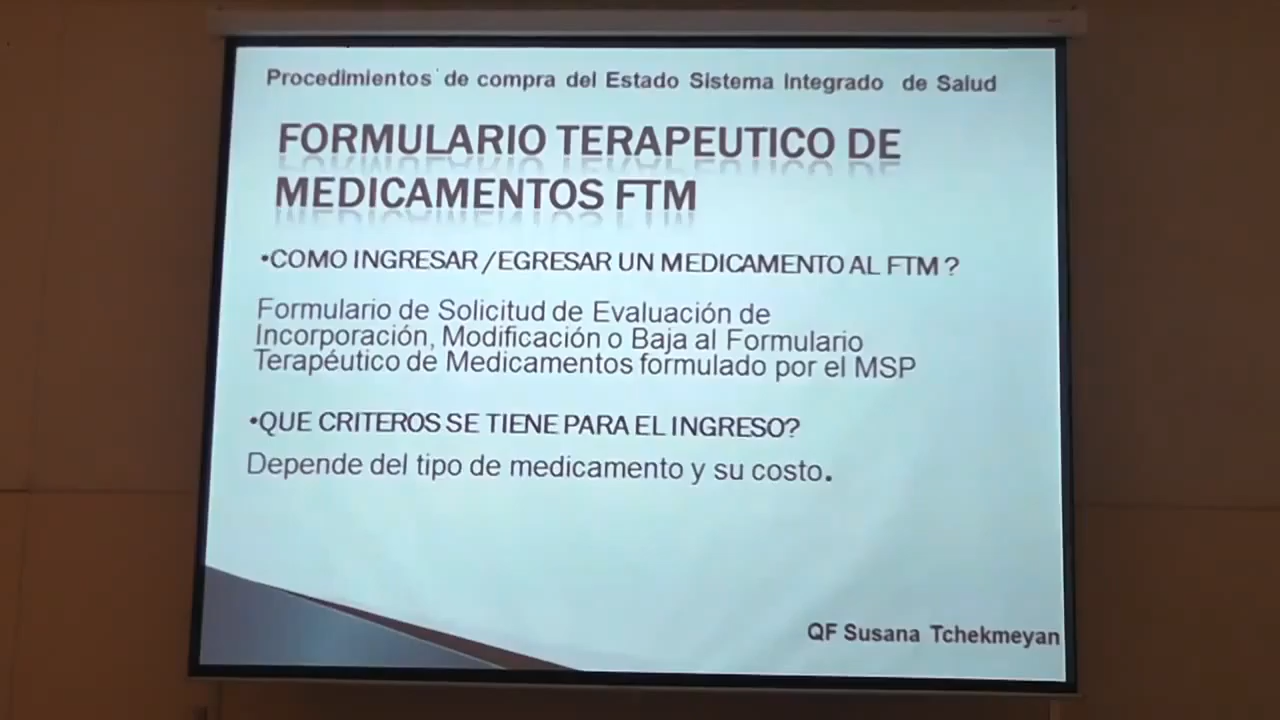 Procedimientos de compra del Estado Sistema Integrado de Salud
FORMULARIO TERAPEUTICO DE
MEDICAMENTOS FTM
•COMO INGRESAR /EGRESAR UN MEDICAMENTO AL FTM ?
Formulario de Solicitud de Evaluación de
Incorporación, Modificación o Baja al Formulario
Terapéutico de Medicamentos formulado por el MSP
•QUE CRITEROS SE TIENE PARA EL INGRESO?
Depende del tipo de medicamento y su costo.
QF Susana Tchekmeyan